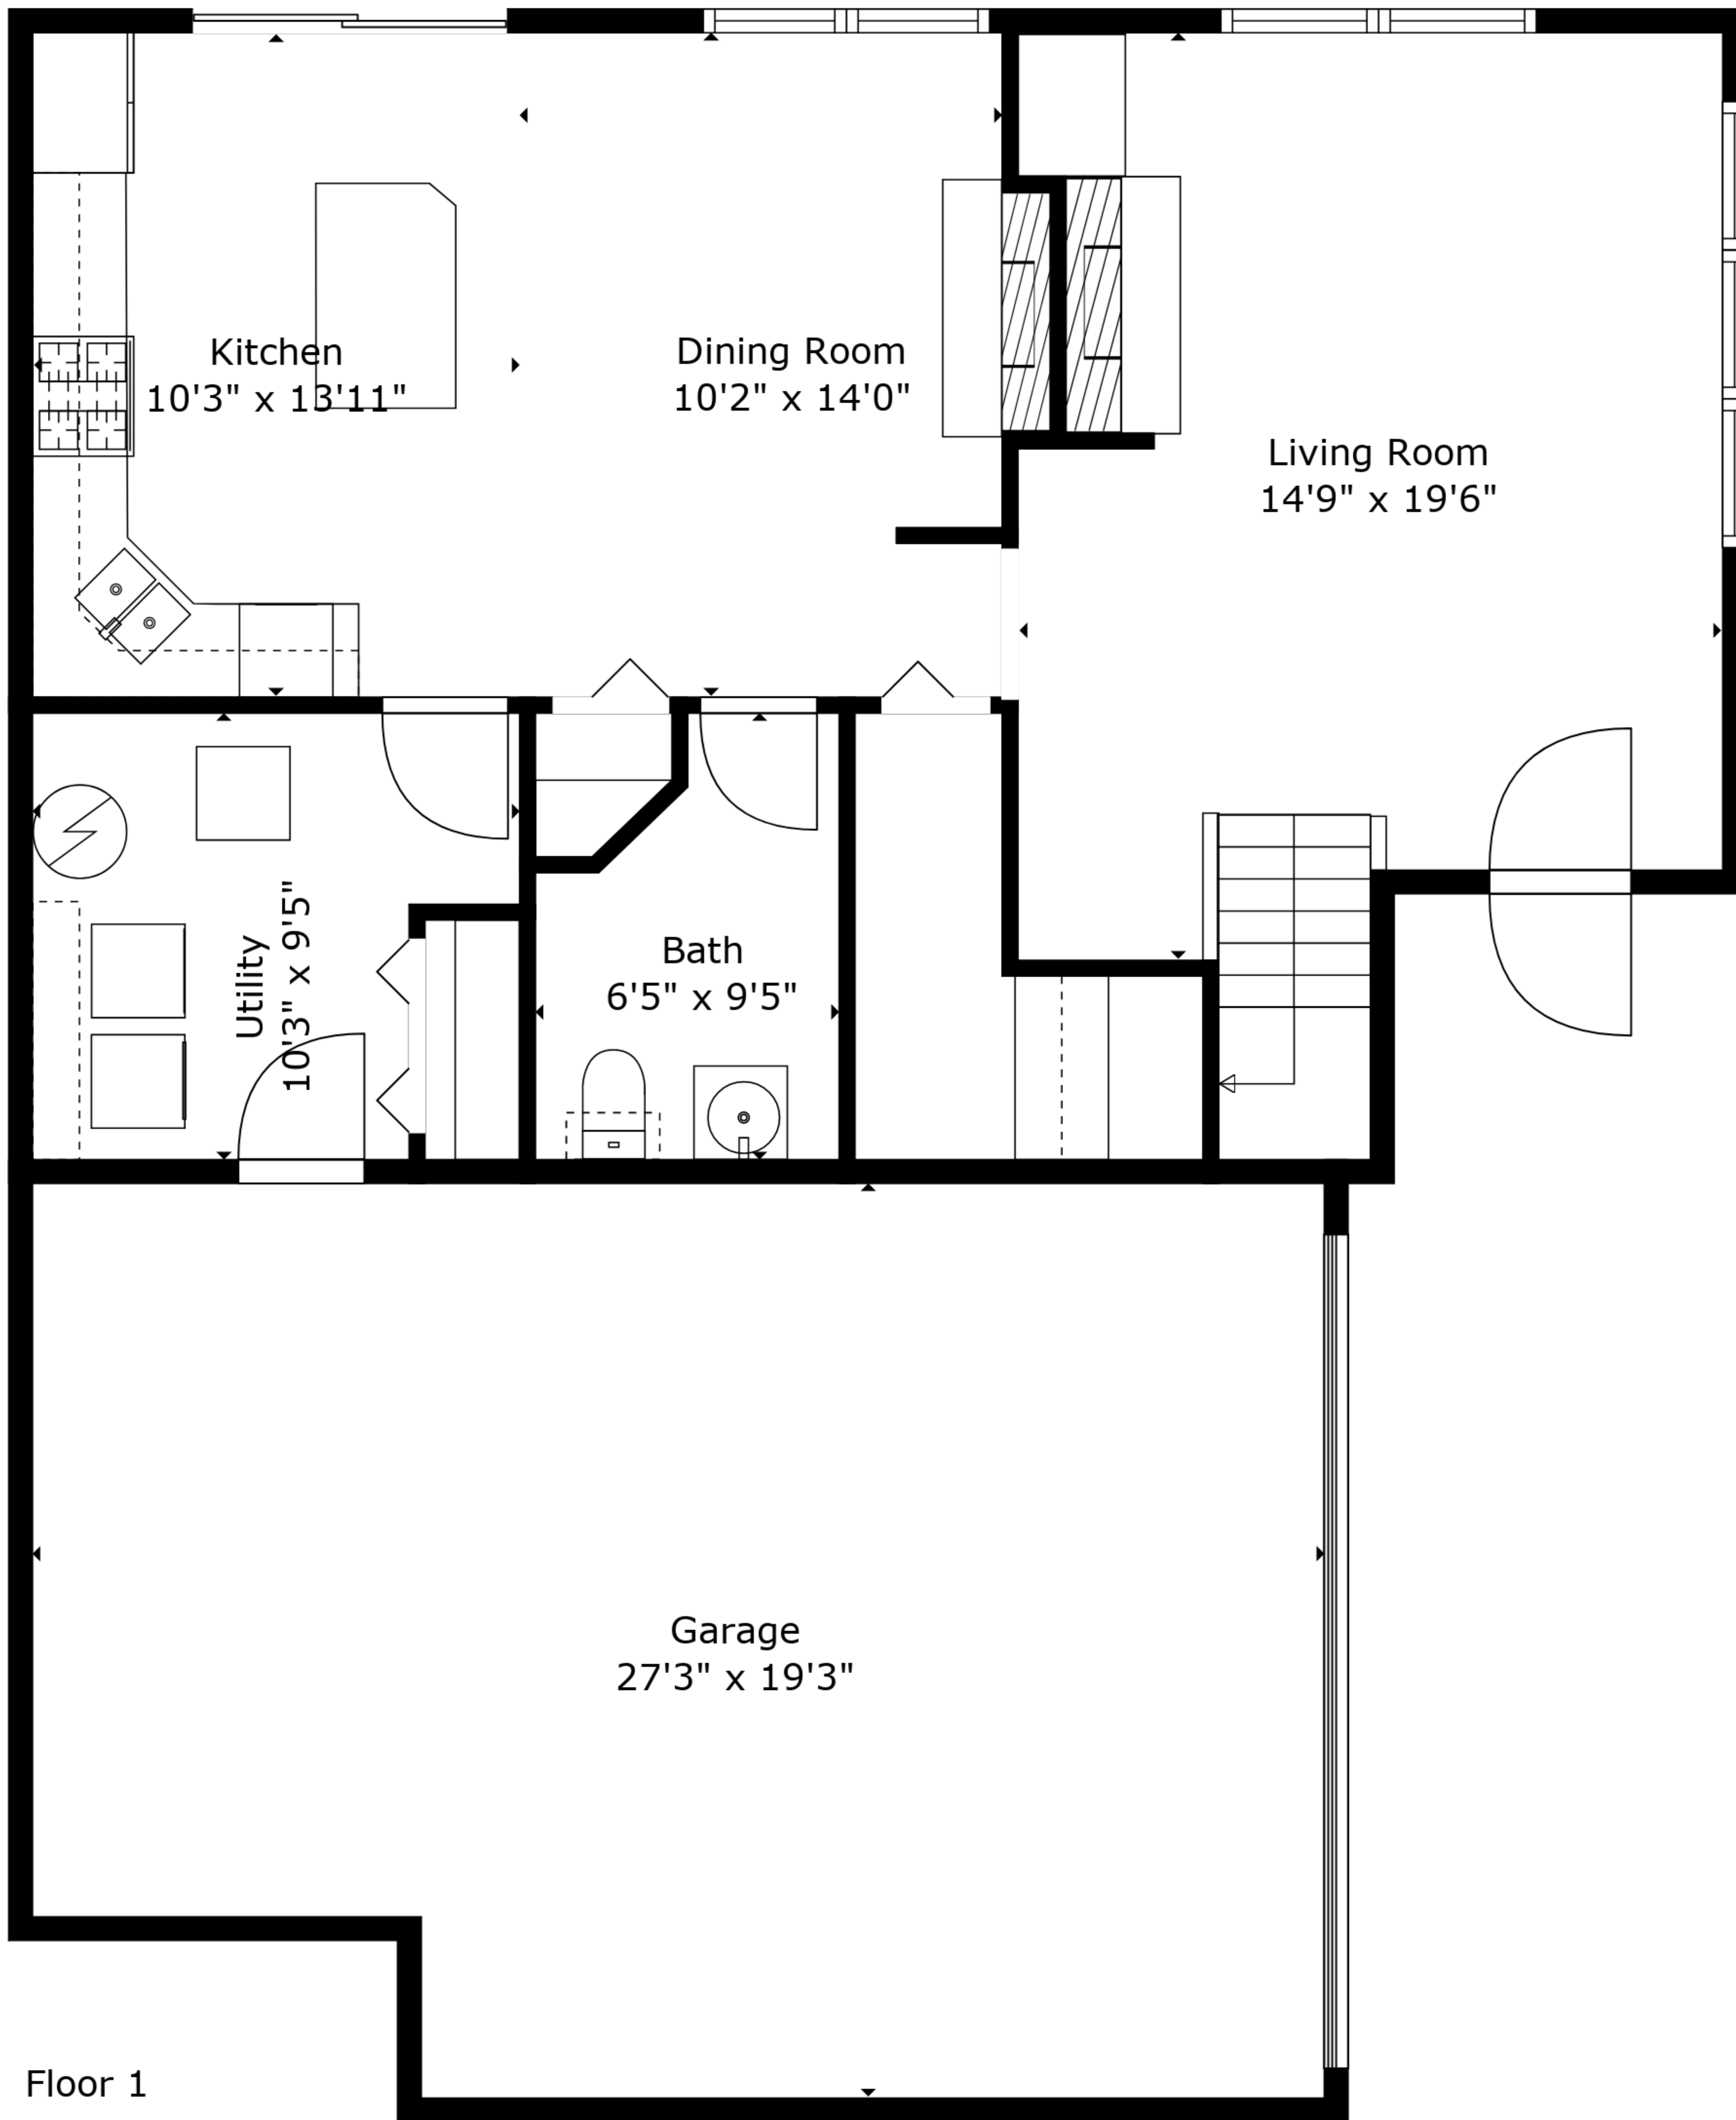 Kitchen
10'3" x 13'11"
Dining Room
10'2" x 14'0"
Living Room
14'9" x 19'6"
Utility
10'3" x 9'5"
Bath
6'5" x 9'5"
Garage
27'3" x 19'3"
Floor 1